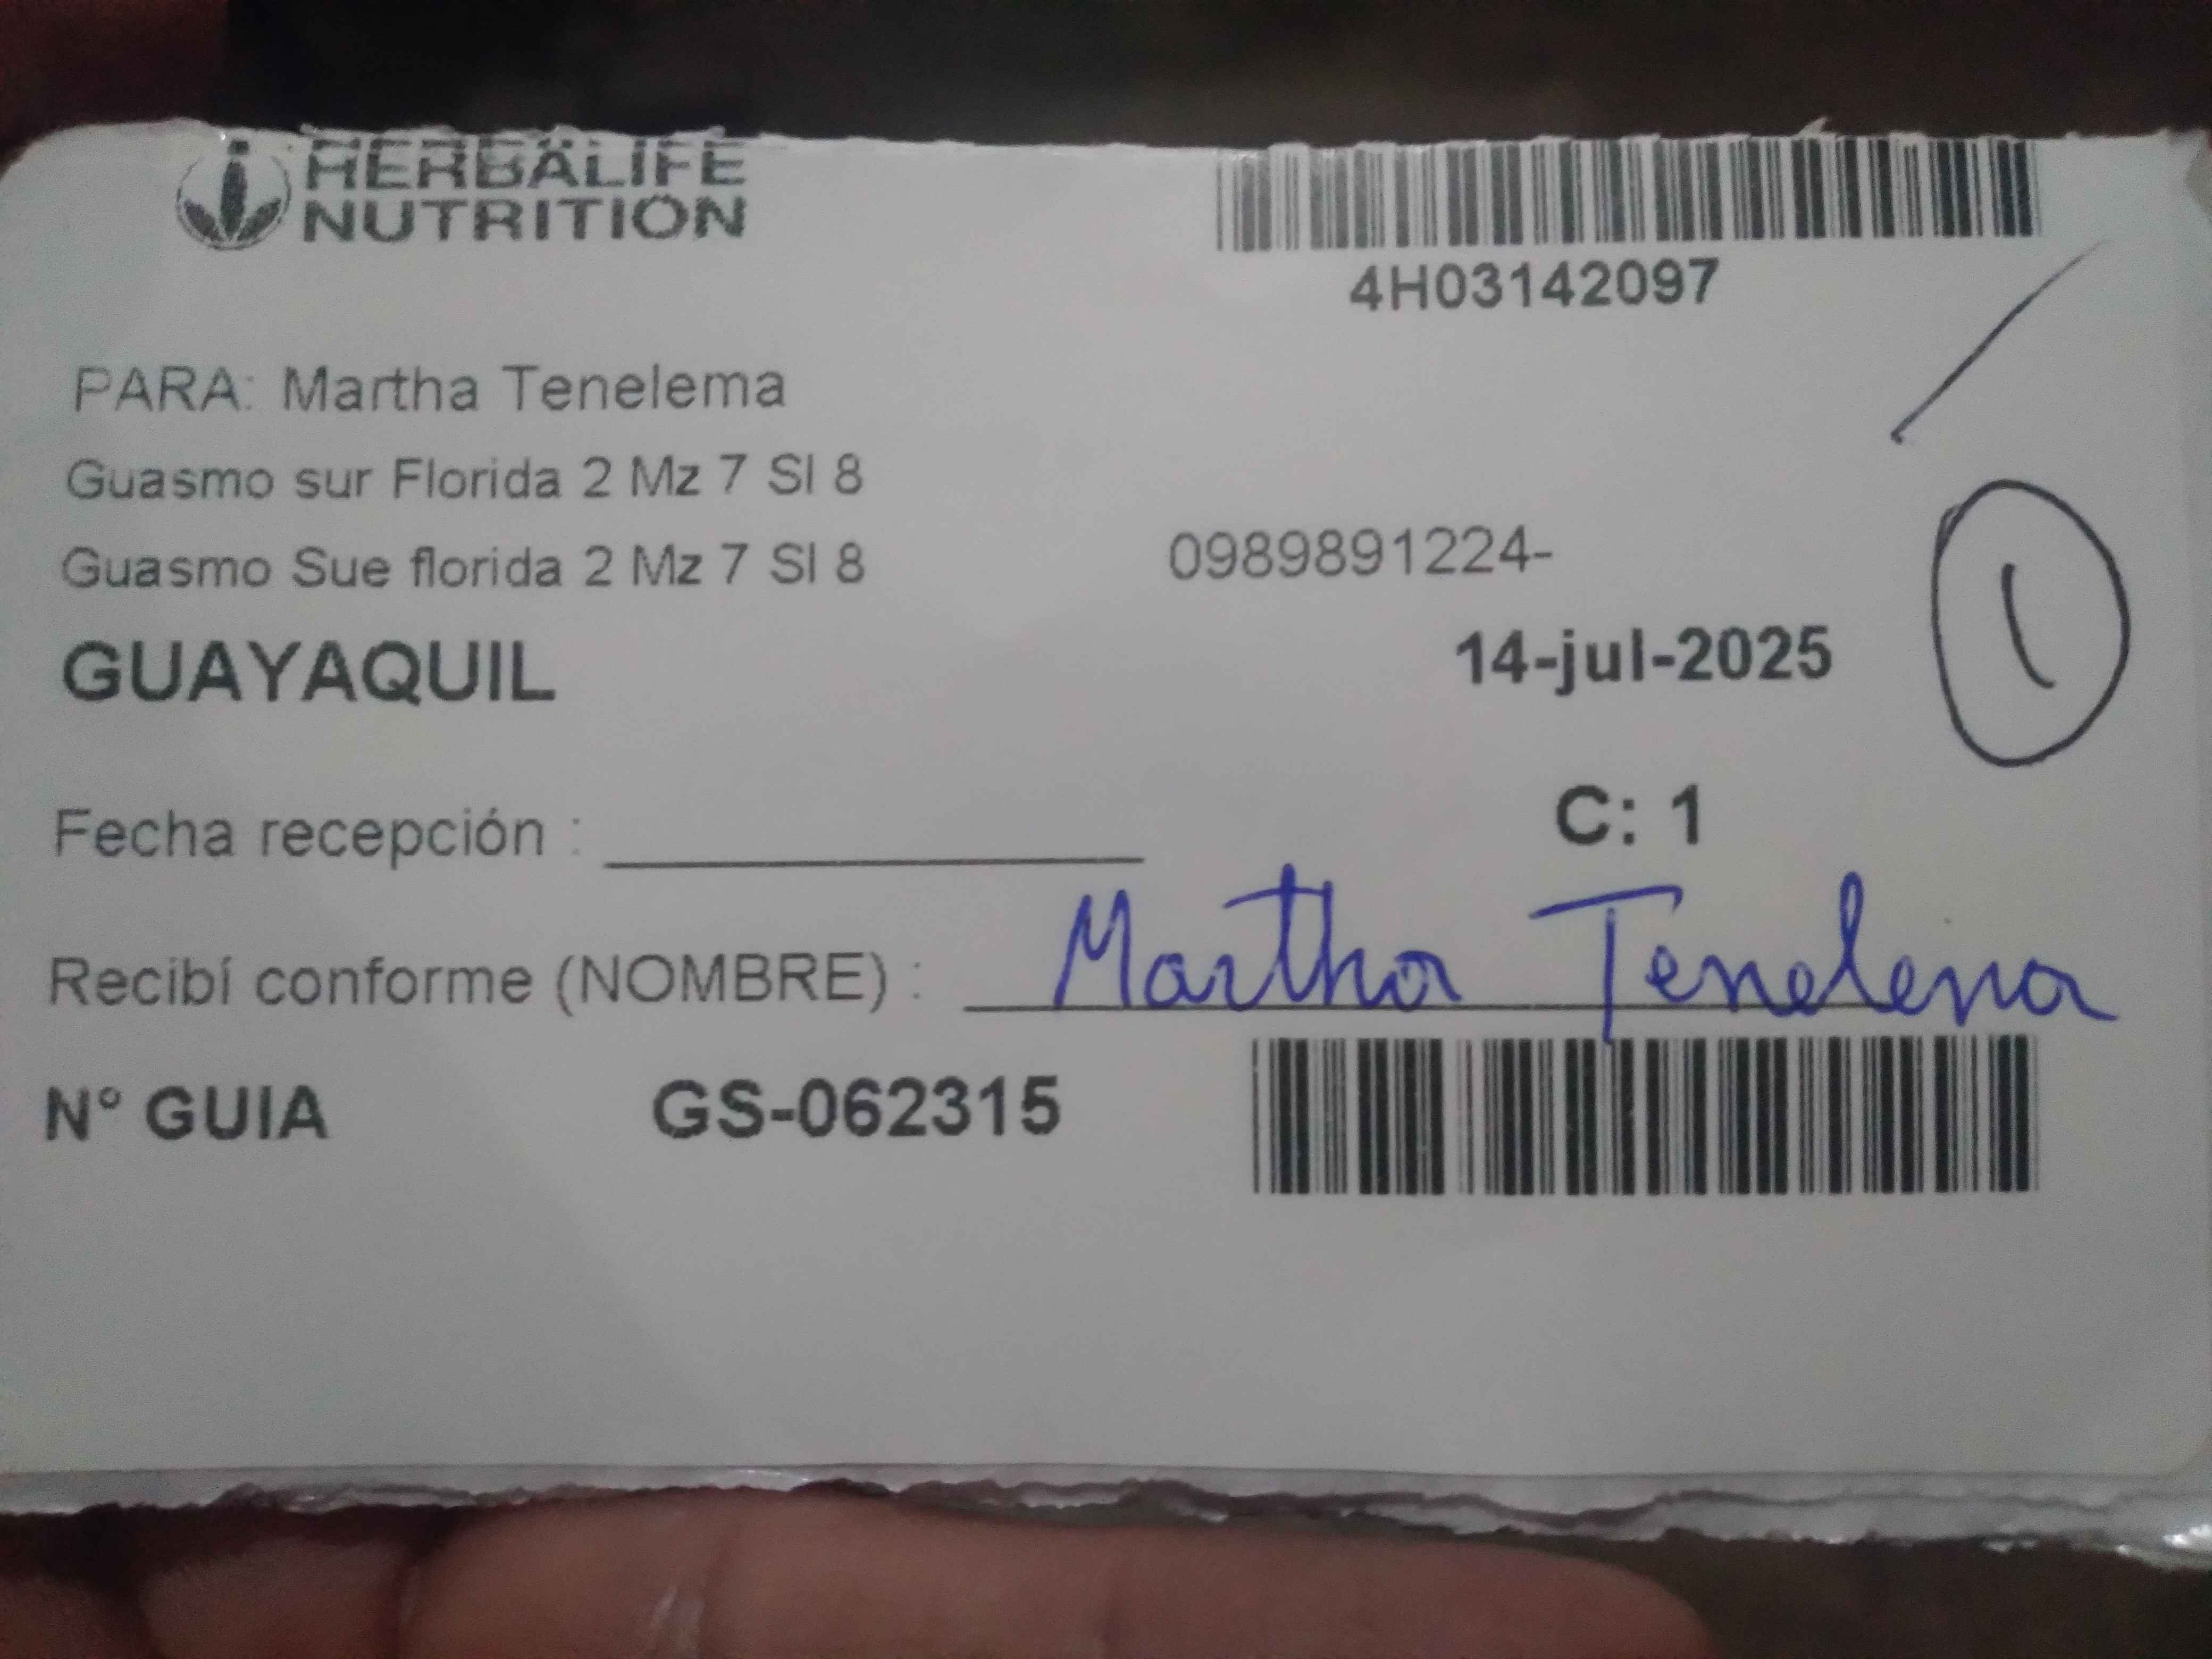 HERBALIFE
NUTRITION
4H03142097
PARA: Martha Tenelema
Guasmo sur Florida 2 Mz 7 Sl 8
Guasmo Sue florida 2 Mz 7 Sl 8 0989891224-
GUAYAQUIL 14-jul-2025
1
Fecha recepción : C: 1
Recibí conforme (NOMBRE) : Martha Tenelema
N° GUIA GS-062315